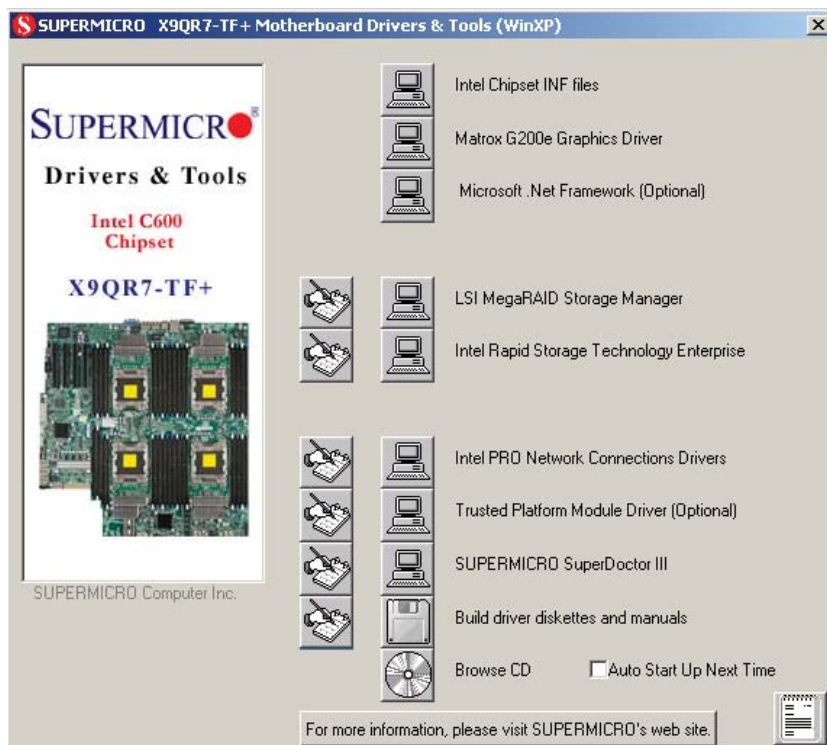 SUPERMICRO X9QR7-TF+ Motherboard Drivers & Tools (WinXP)
SUPERMICRO®
Drivers & Tools
Intel C600
Chipset
X9QR7-TF+
SUPERMICRO Computer Inc.
Intel Chipset INF files
Matrox G200e Graphics Driver
Microsoft .Net Framework (Optional)
LSI MegaRAID Storage Manager
Intel Rapid Storage Technology Enterprise
Intel PRO Network Connections Drivers
Trusted Platform Module Driver (Optional)
SUPERMICRO SuperDoctor III
Build driver diskettes and manuals
Browse CD
Auto Start Up Next Time
For more information, please visit SUPERMICRO's web site.